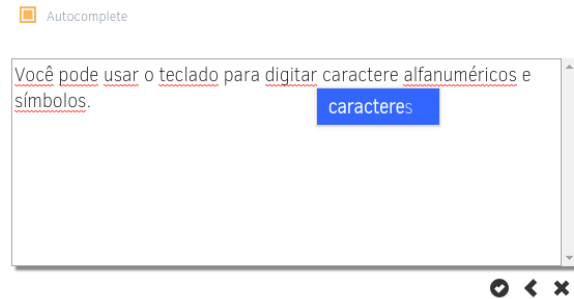 Autocomplete
Você pode usar o teclado para digitar caractere alfanuméricos e
símbolos.
caracteres